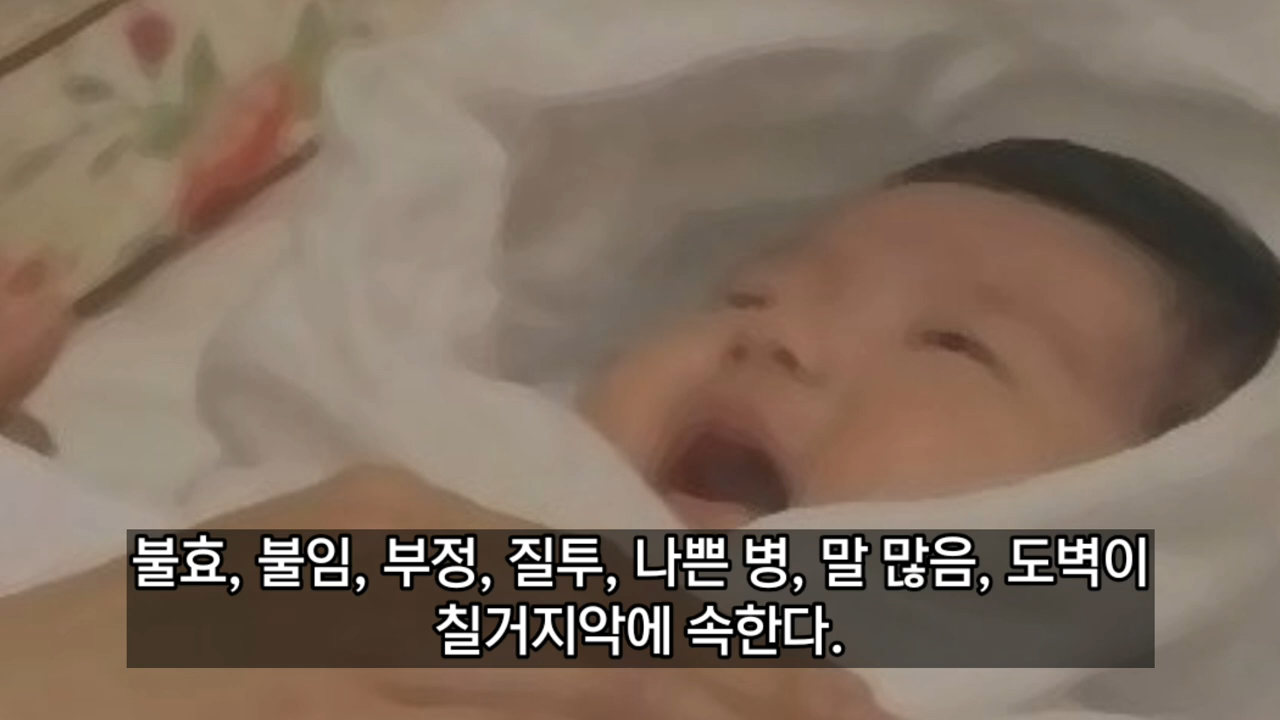 불효, 불임, 부정, 질투, 나쁜 병, 말 많음, 도벽이
칠거지악에 속한다.